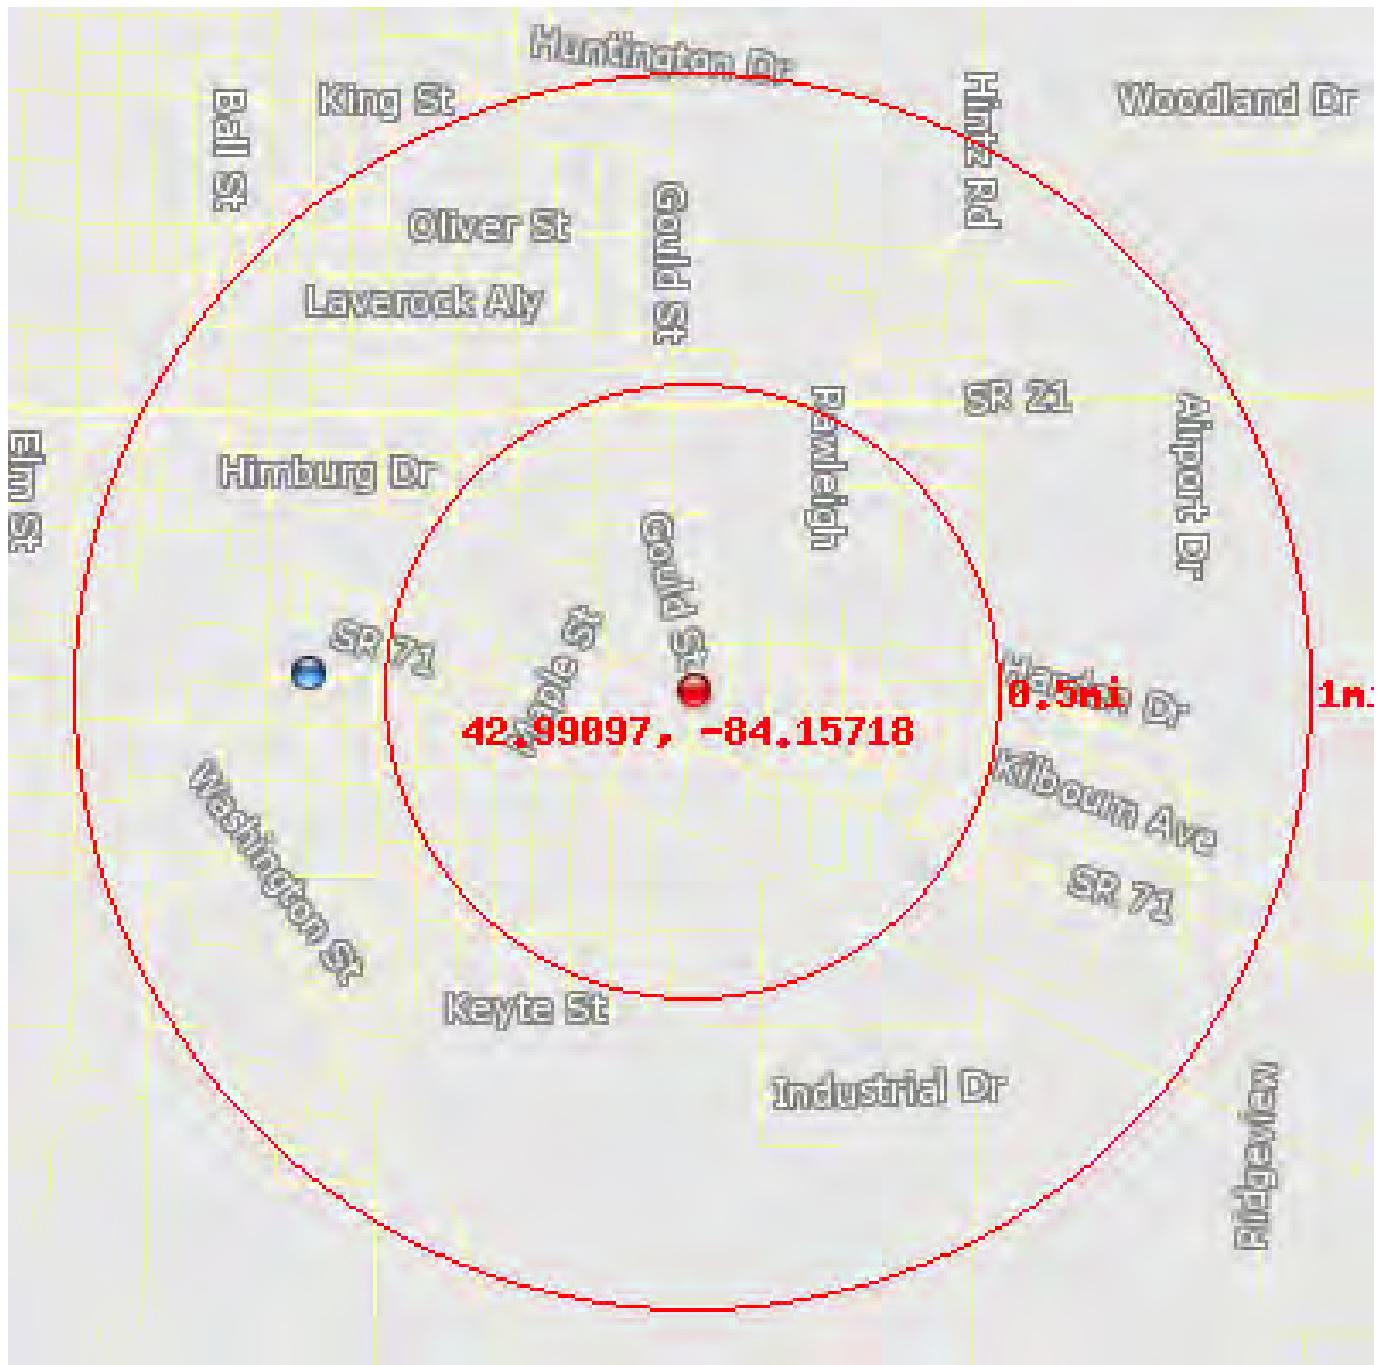 Huntington Dr
King St
Ball St
Hintz Rd
Woodland Dr
Oliver St
Gould St
Laverock Aly
SR 21
Rawleigh
Airport Dr
Elm St
Himburg Dr
Gould St
SR 71
Maple St
Dr
0.5mi
1mi
42.99097, -84.15718
Kilbourn Ave
Washington St
SR 71
Keyte St
Industrial Dr
Ridgeview